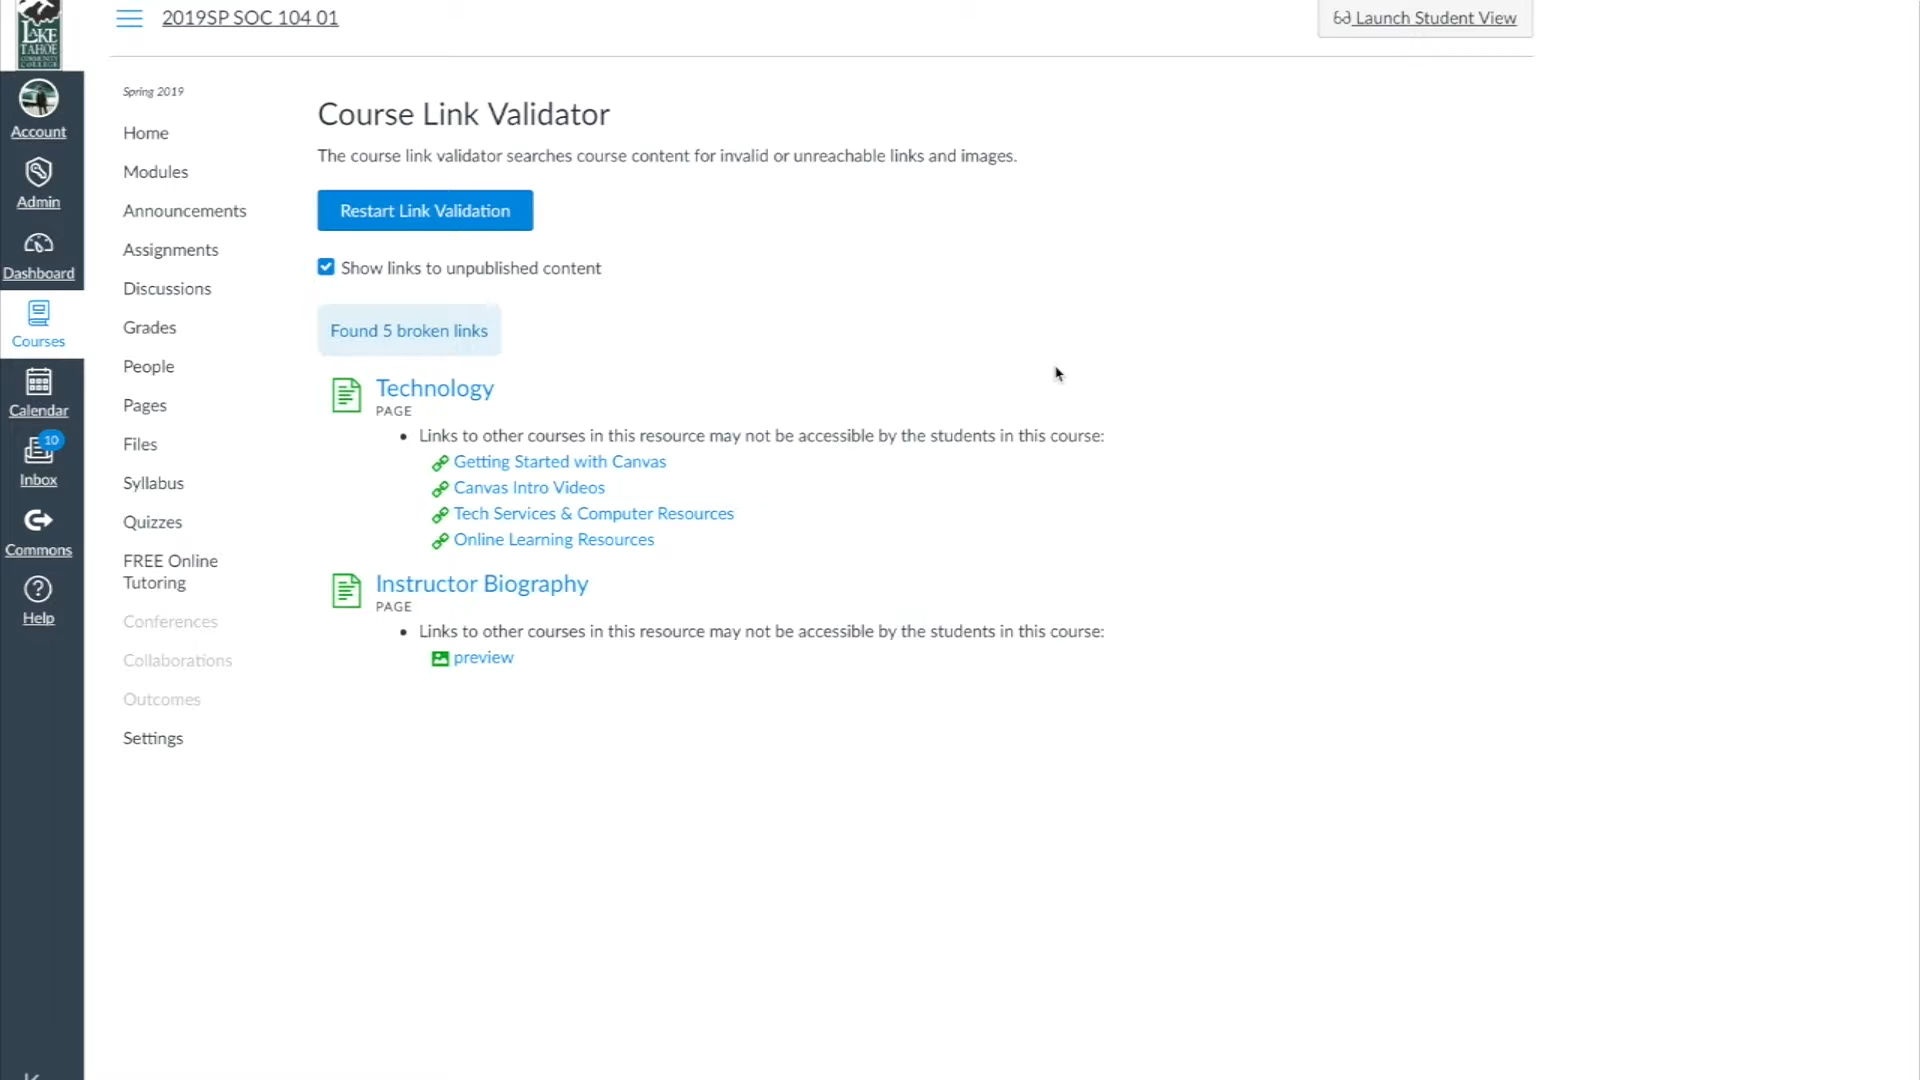 2019SP SOC 104 01
Launch Student View
LAKE
TAHOE
COMMUNITY
COLLEGE
Account
Admin
Dashboard
Courses
Calendar
10
Inbox
Commons
Help
Spring 2019
Home
Modules
Announcements
Assignments
Discussions
Grades
People
Pages
Files
Syllabus
Quizzes
FREE Online
Tutoring
Conferences
Collaborations
Outcomes
Settings
Course Link Validator
The course link validator searches course content for invalid or unreachable links and images.
Restart Link Validation
Show links to unpublished content
Found 5 broken links
Technology
PAGE
• Links to other courses in this resource may not be accessible by the students in this course:
Getting Started with Canvas
Canvas Intro Videos
Tech Services & Computer Resources
Online Learning Resources
Instructor Biography
PAGE
• Links to other courses in this resource may not be accessible by the students in this course:
preview